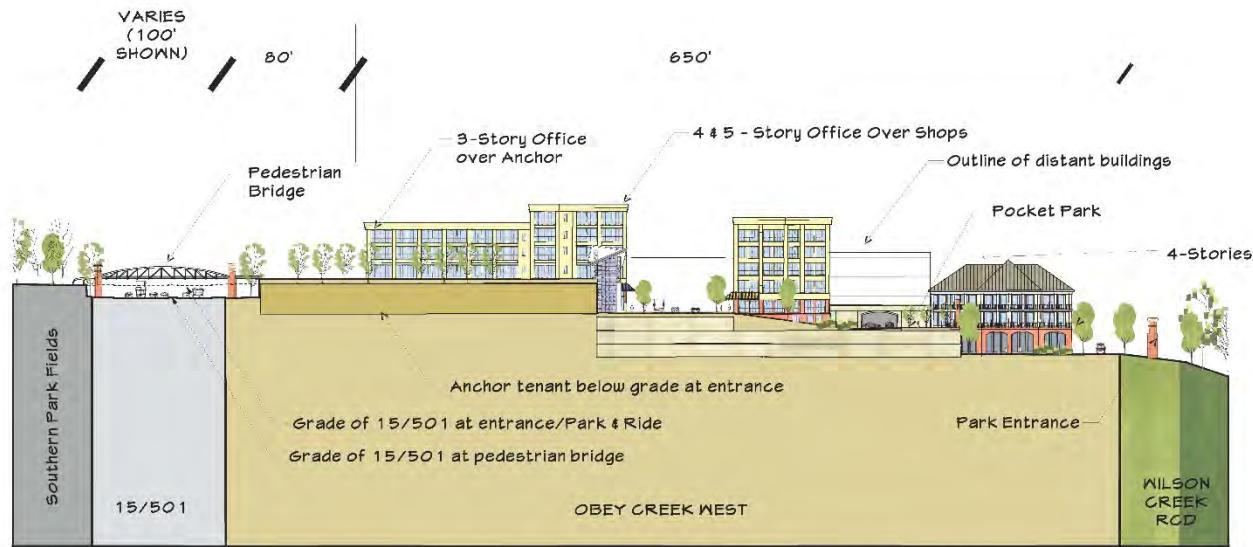 VARIES
(100'
SHOWN)
80'
650'
3-Story Office
over Anchor
4 & 5 - Story Office Over Shops
Outline of distant buildings
Pedestrian
Bridge
Pocket Park
4-Stories
Anchor tenant below grade at entrance
Grade of 15/501 at entrance/Park & Ride
Park Entrance
Grade of 15/501 at pedestrian bridge
Southern Park Fields
15/501
OBEY CREEK WEST
WILSON
CREEK
RCD